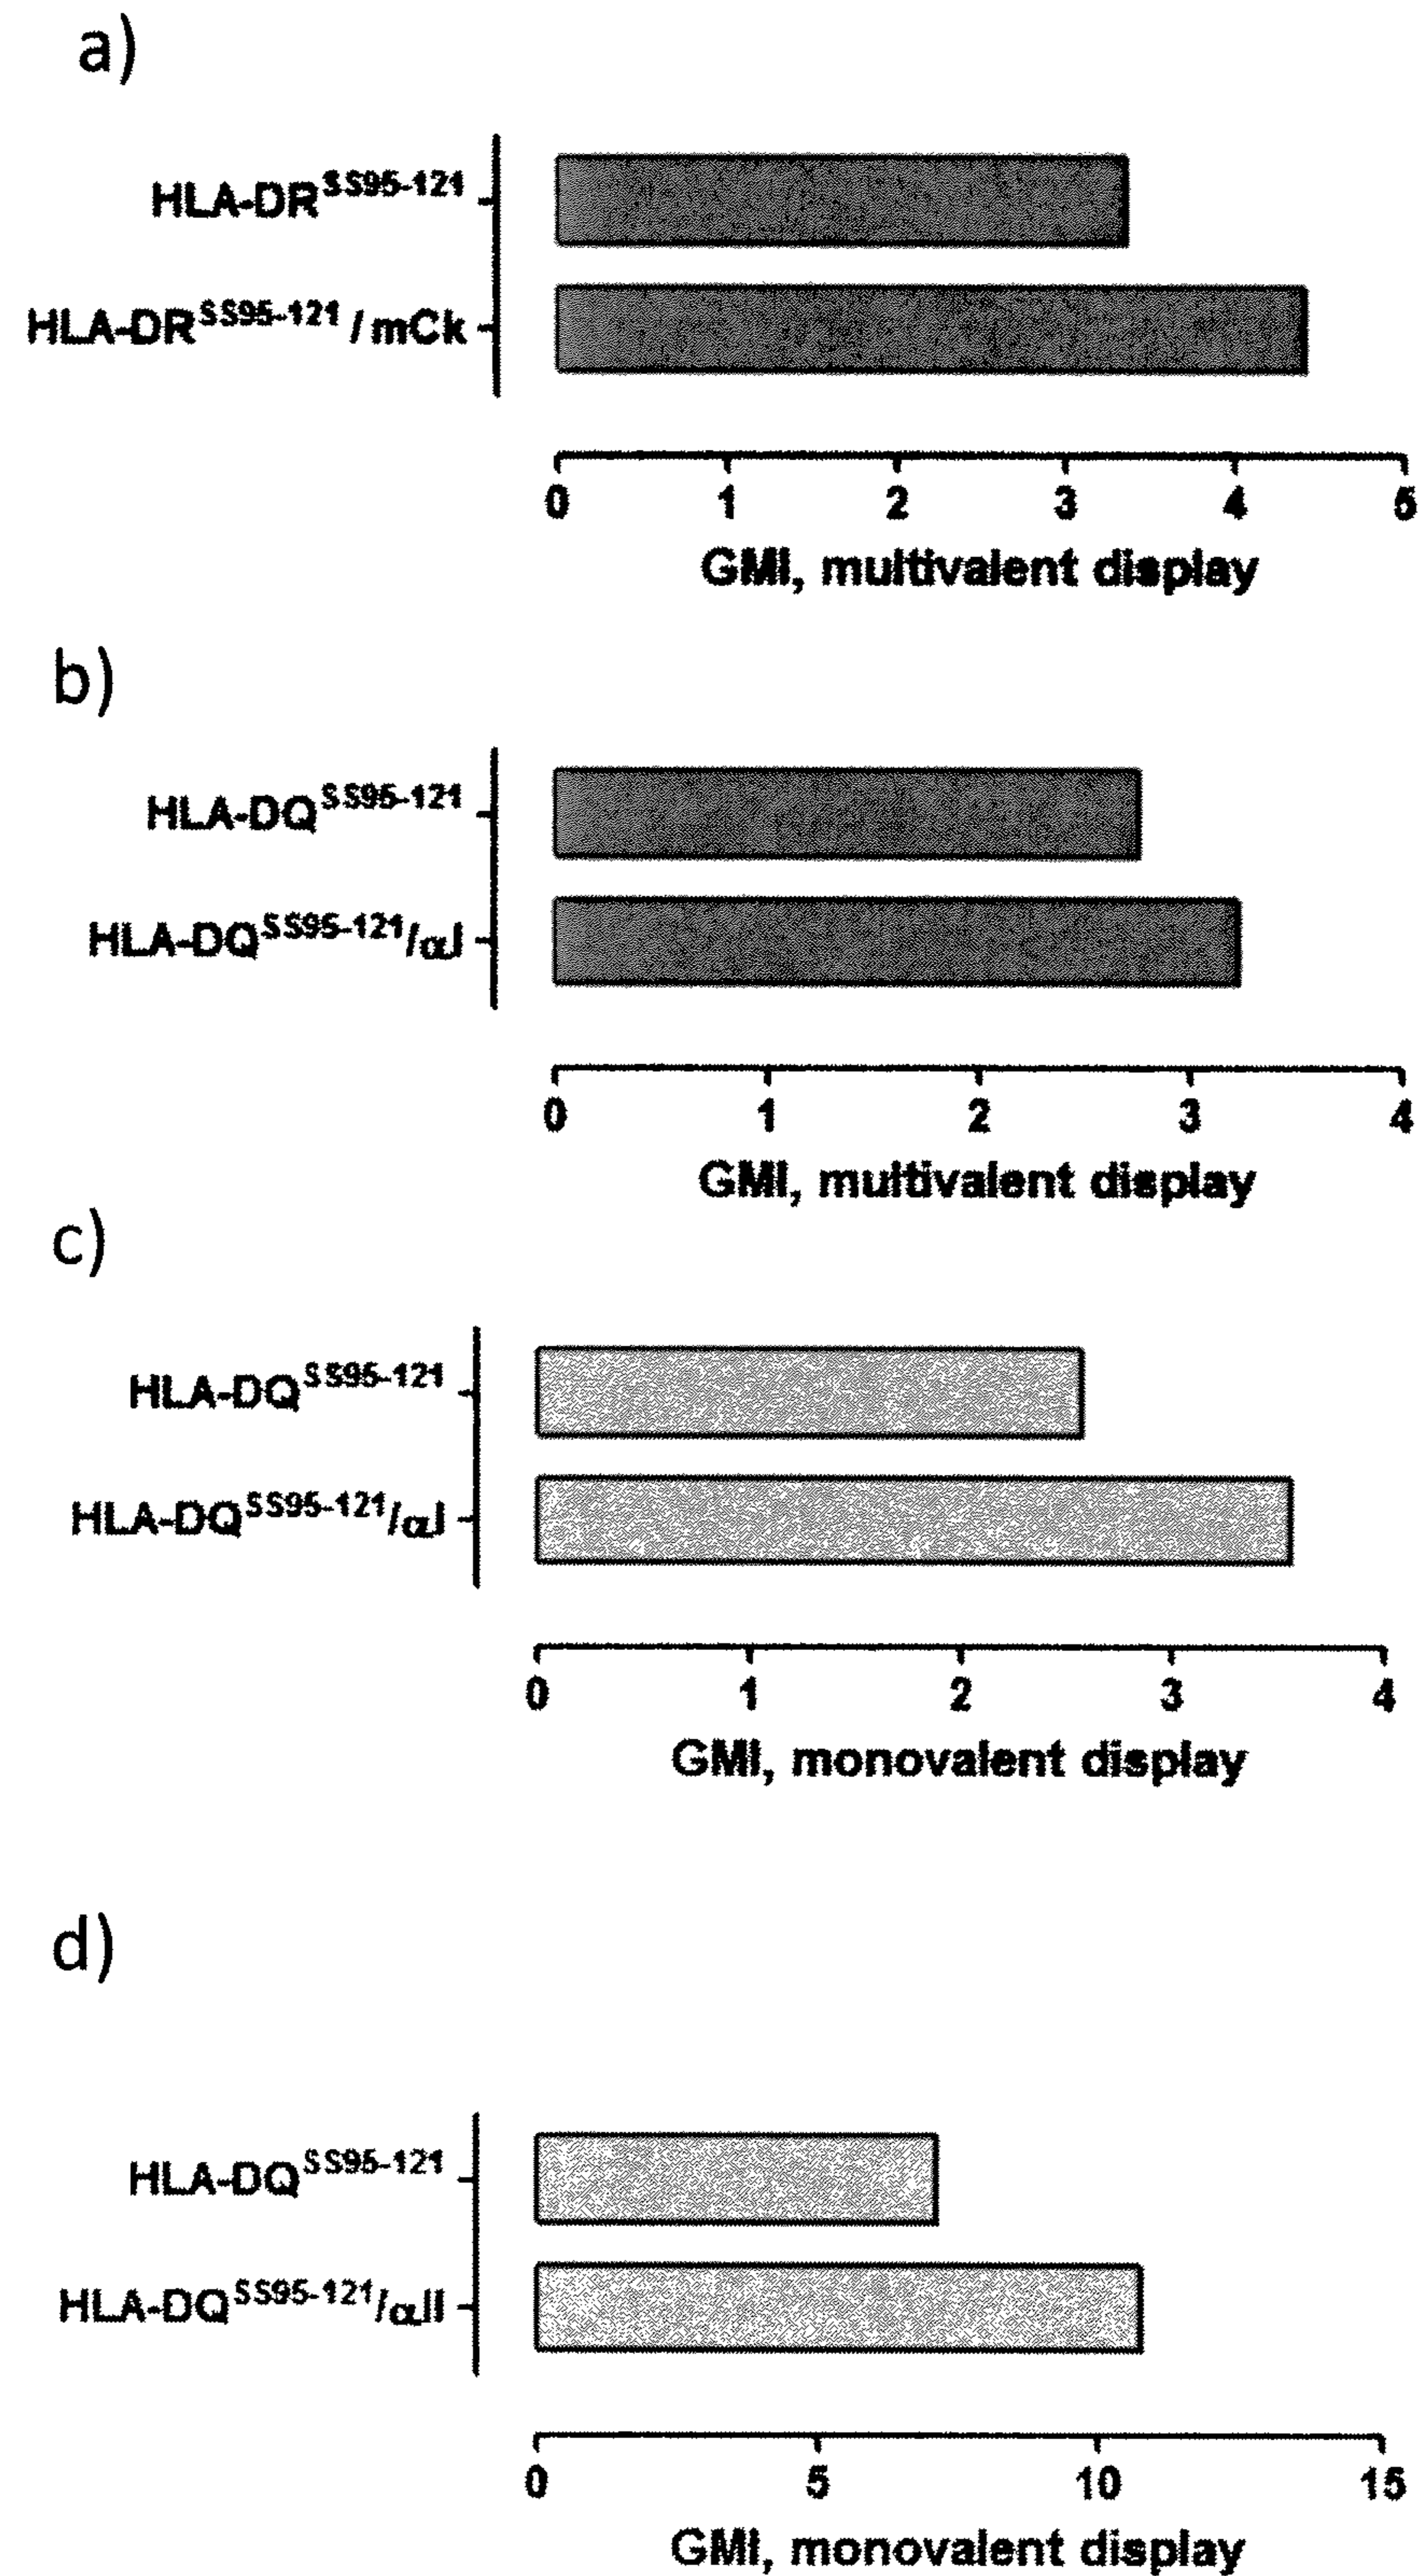 a)
HLA-DR^SS95-121
HLA-DR^SS95-121 / mCk
0 1 2 3 4 5
GMI, multivalent display
b)
HLA-DQ^SS95-121
HLA-DQ^SS95-121/αI
0 1 2 3 4
GMI, multivalent display
c)
HLA-DQ^SS95-121
HLA-DQ^SS95-121/αI
0 1 2 3 4
GMI, monovalent display
d)
HLA-DQ^SS95-121
HLA-DQ^SS95-121/αII
0 5 10 15
GMI, monovalent display